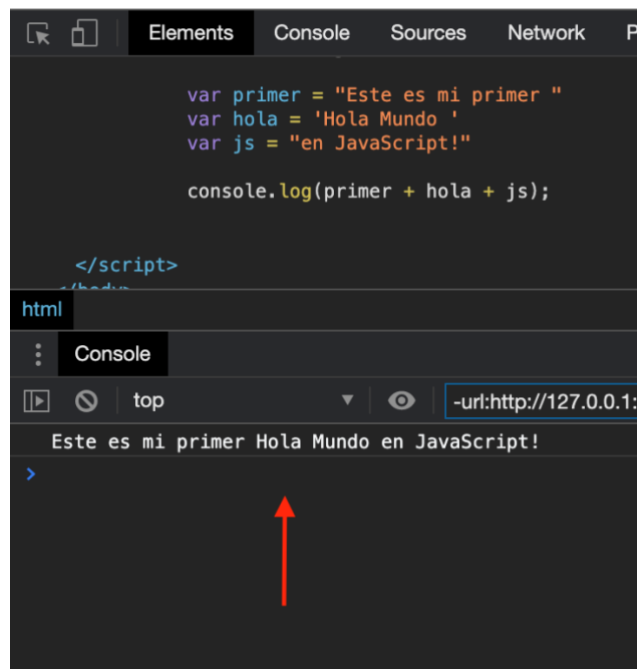 Elements Console Sources Network P
var primer = "Este es mi primer "
var hola = 'Hola Mundo '
var js = "en JavaScript!"
console.log(primer + hola + js);
</script>
</body>
html
Console
top -url:http://127.0.0.1:
Este es mi primer Hola Mundo en JavaScript!